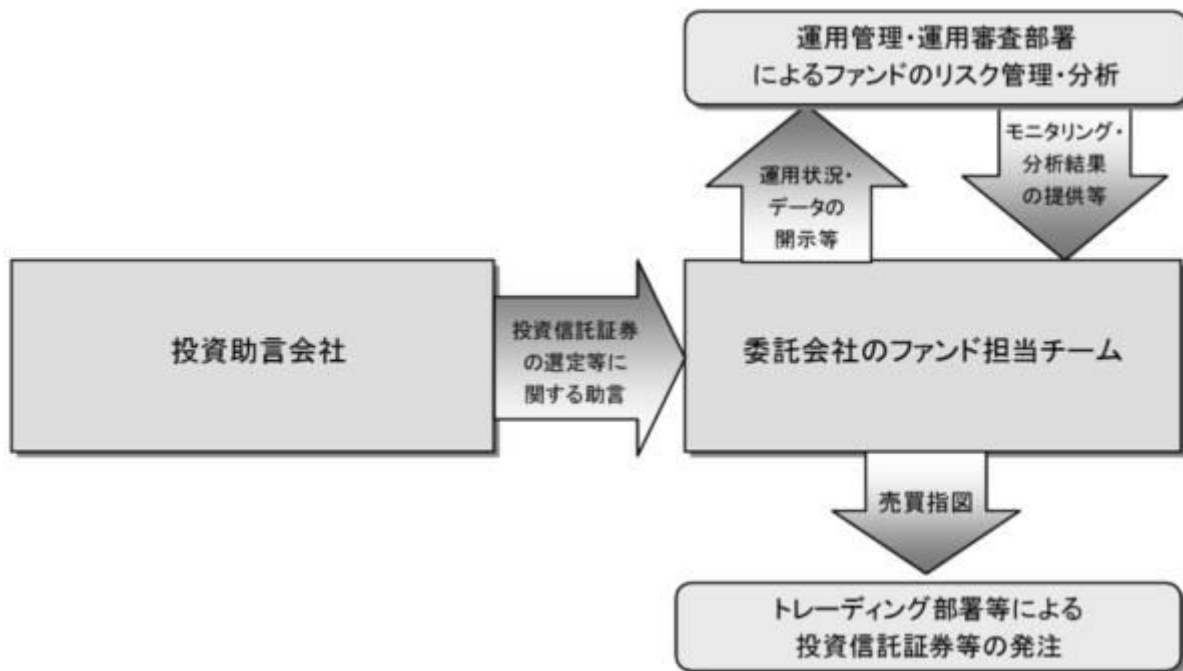 運用管理・運用審査部署
によるファンドのリスク管理・分析
運用状況・
データの
開示等
モニタリング・
分析結果
の提供等
投資助言会社
投資信託証券
の選定等に
関する助言
委託会社のファンド担当チーム
売買指図
トレーディング部署等による
投資信託証券等の発注